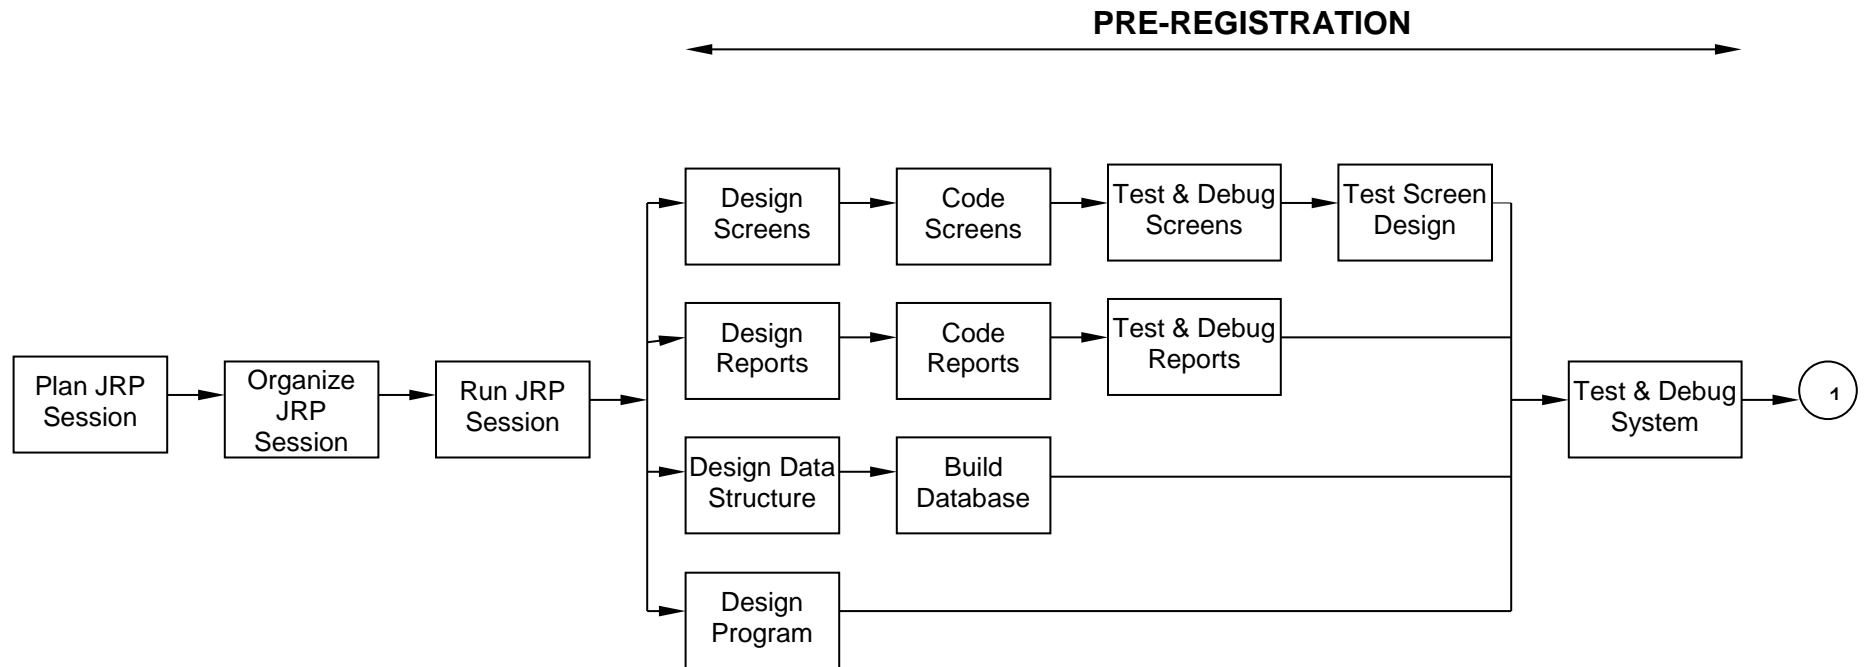 PRE-REGISTRATION
Design
Screens
Code
Screens
Test & Debug
Screens
Test Screen
Design
Design
Reports
Code
Reports
Test & Debug
Reports
Plan JRP
Session
Organize
JRP
Session
Run JRP
Session
Test & Debug
System
1
Design Data
Structure
Build
Database
Design
Program